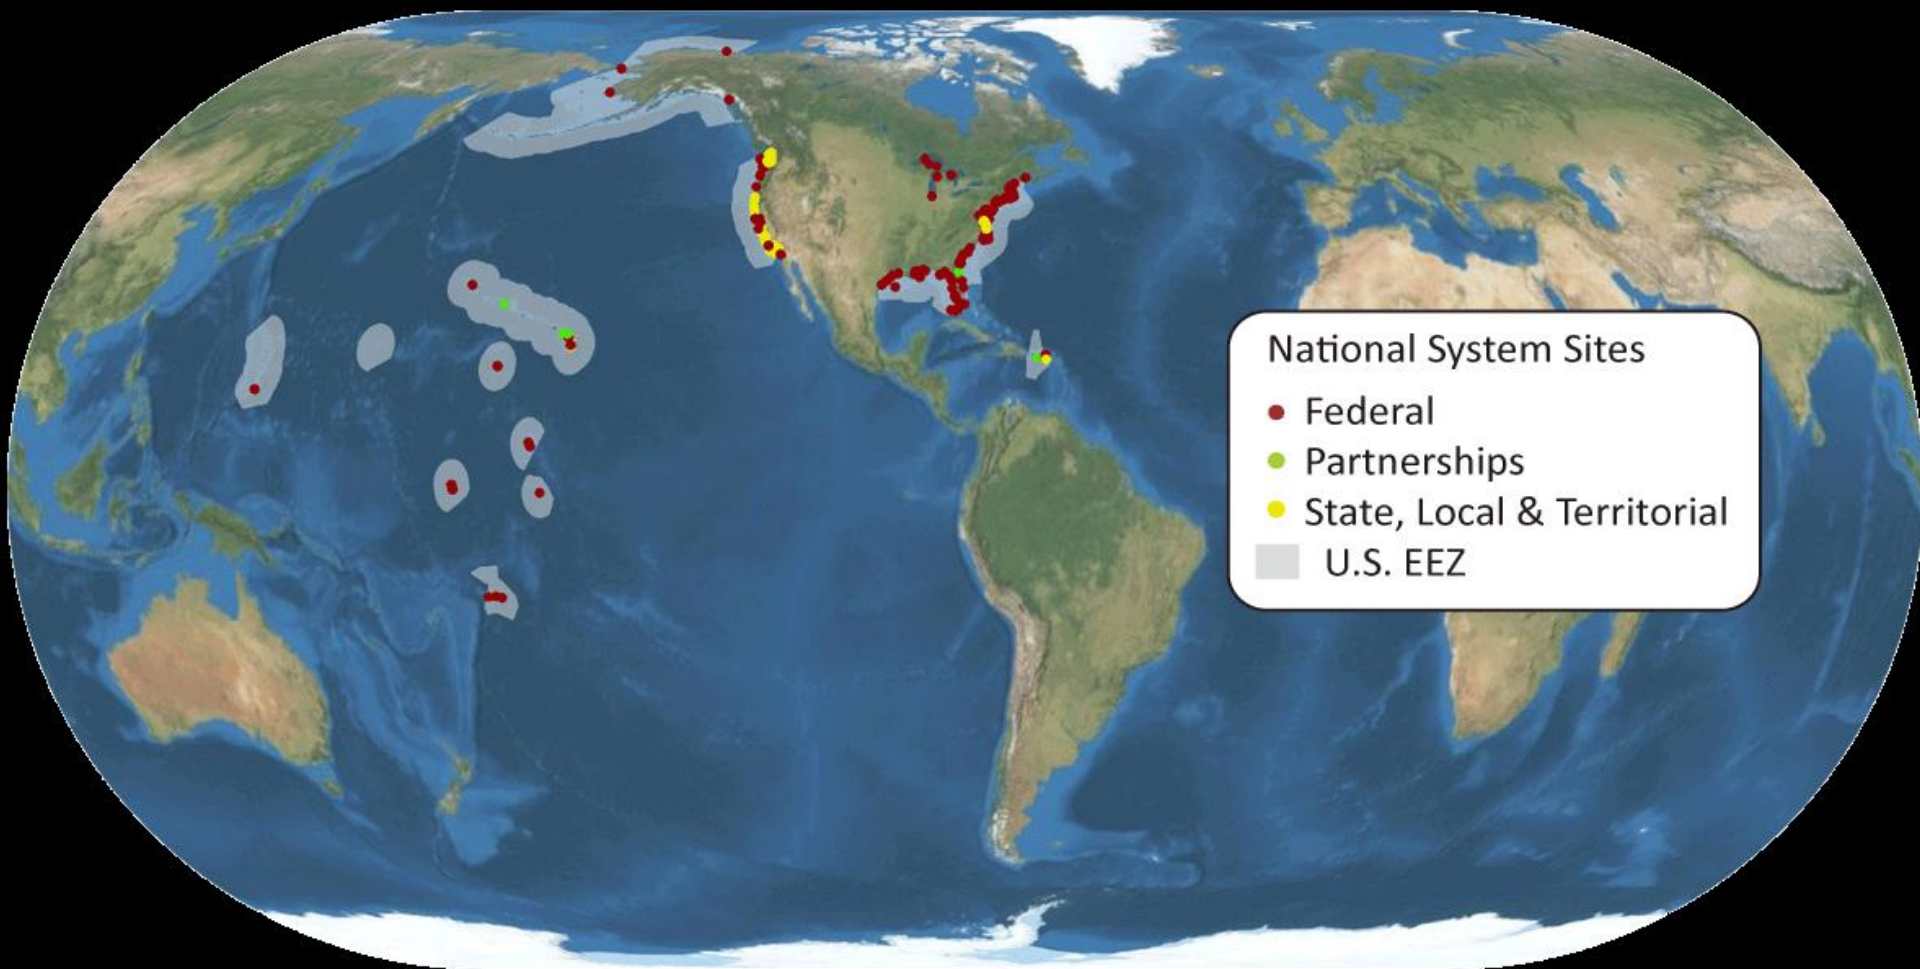 National System Sites
Federal
Partnerships
State, Local & Territorial
U.S. EEZ